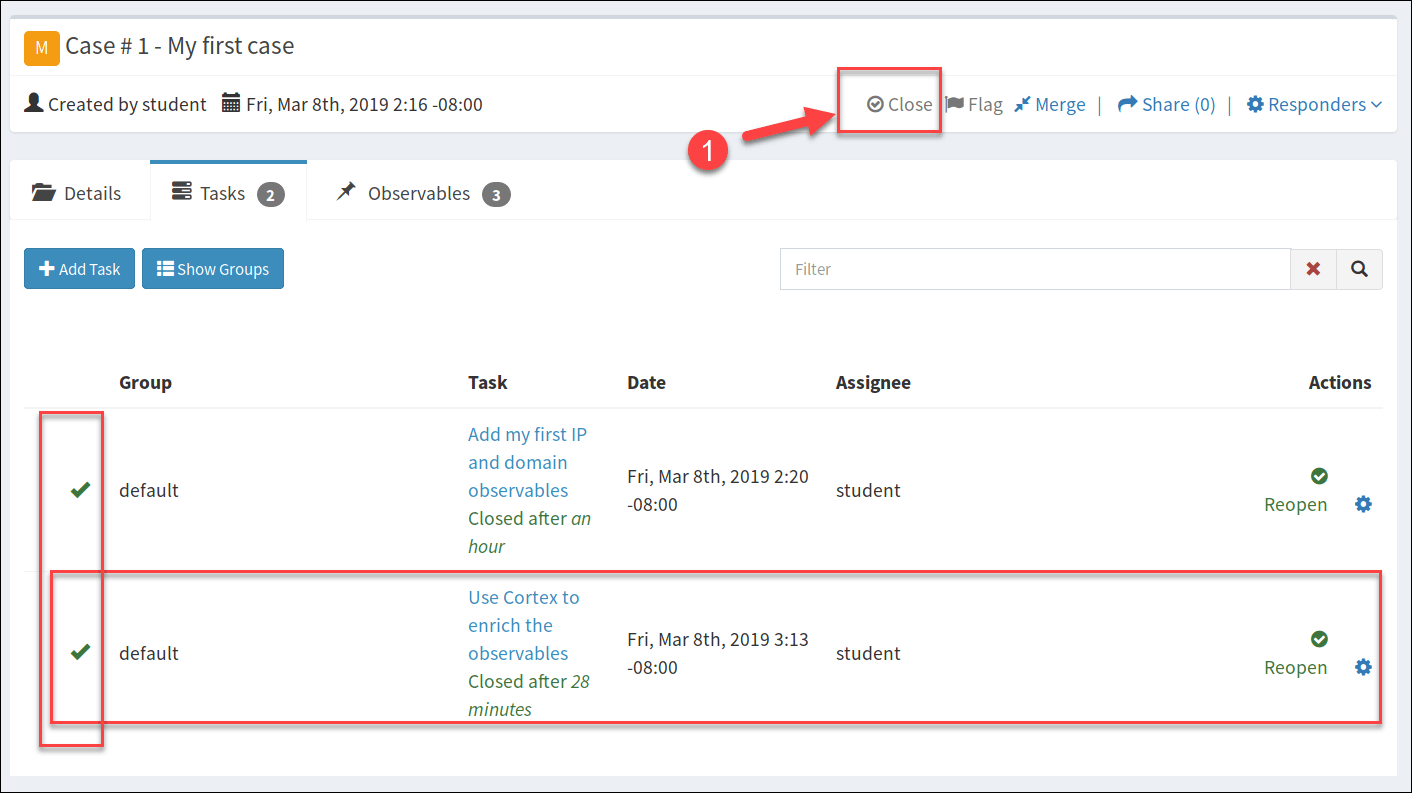 M Case # 1 - My first case
Created by student Fri, Mar 8th, 2019 2:16 -08:00 Close Flag Merge | Share (0) | Responders
1
Details Tasks 2 Observables 3
Add Task Show Groups Filter
Group Task Date Assignee Actions
Add my first IP
and domain
observables
Closed after an
hour
default
Fri, Mar 8th, 2019 2:20
-08:00
student
Reopen
Use Cortex to
enrich the
observables
Closed after 28
minutes
default
Fri, Mar 8th, 2019 3:13
-08:00
student
Reopen